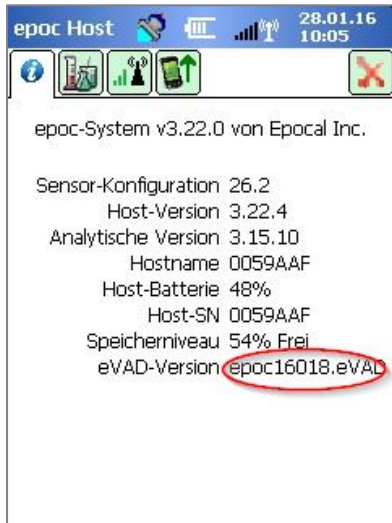 epoc Host
28.01.16
10:05
epoc-System v3.22.0 von Epocal Inc.
Sensor-Konfiguration 26.2
Host-Version 3.22.4
Analytische Version 3.15.10
Hostname 0059AAF
Host-Batterie 48%
Host-SN 0059AAF
Speicherniveau 54% Frei
eVAD-Version epoc16018.eVAD